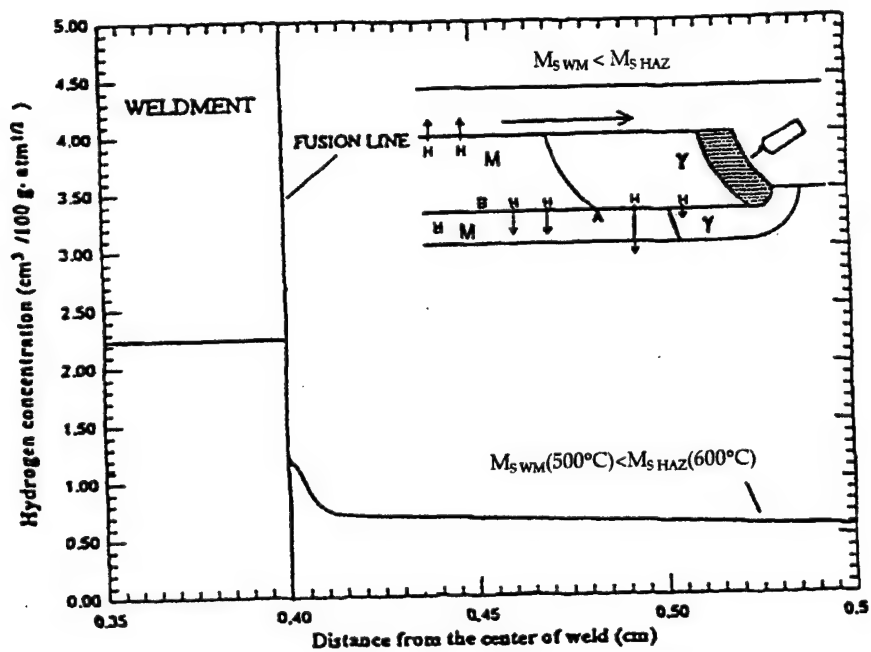 5.00
4.50
4.00
3.50
3.00
2.50
2.00
1.50
1.00
0.50
0.00
Hydrogen concentration (cm³ /100 g· atm¹/²)
WELDMENT
FUSION LINE
M_S WM < M_S HAZ
H H
M γ
B H H A H H
H M γ
M_S WM(500°C)<M_S HAZ(600°C)
0.35 0.40 0.45 0.50 0.5
Distance from the center of weld (cm)